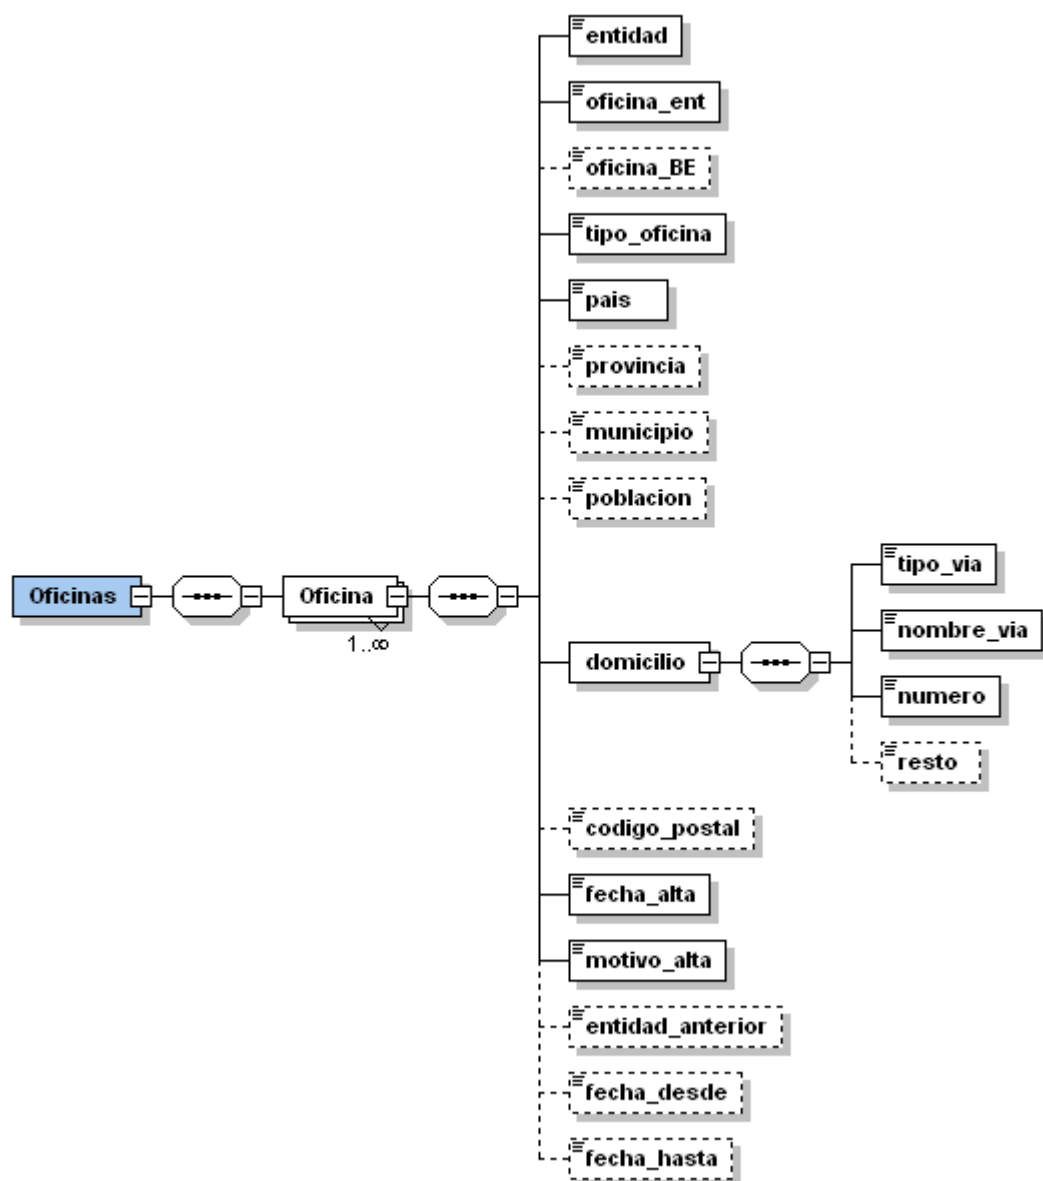 entidad
oficina_ent
oficina_BE
tipo_oficina
pais
provincia
municipio
poblacion
Oficinas
Oficina
1..∞
domicilio
tipo_via
nombre_via
numero
resto
codigo_postal
fecha_alta
motivo_alta
entidad_anterior
fecha_desde
fecha_hasta